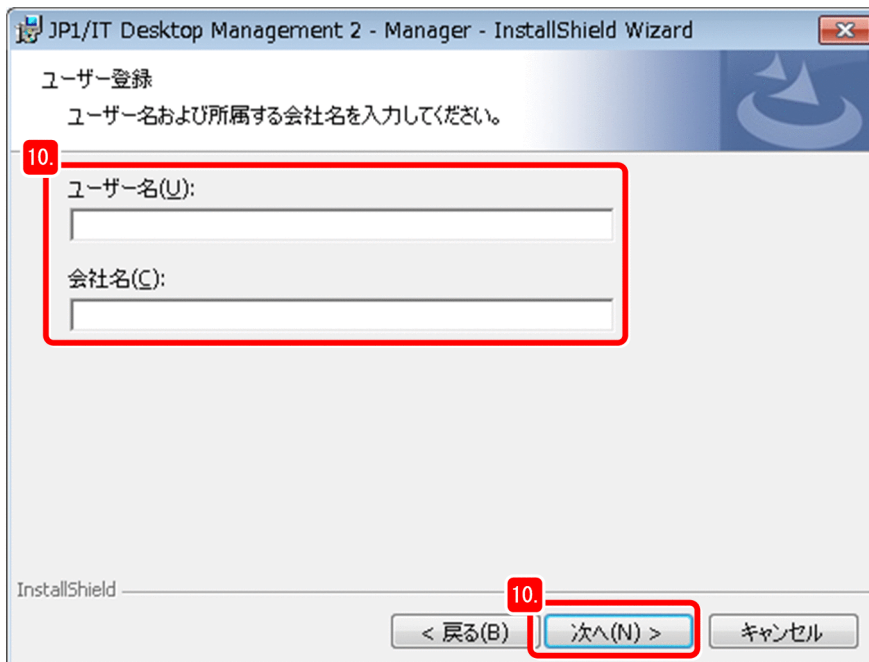 JP1/IT Desktop Management 2 - Manager - InstallShield Wizard
ユーザー登録
ユーザー名および所属する会社名を入力してください。
10.
ユーザー名(U):
会社名(C):
InstallShield
10.
< 戻る(B) 次へ(N) > キャンセル